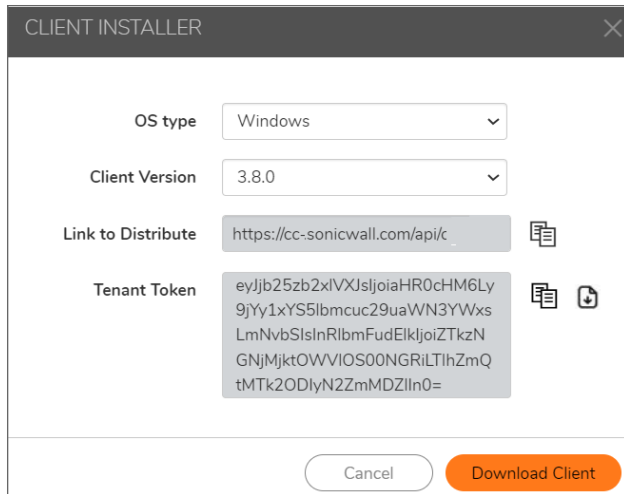 CLIENT INSTALLER
OS type Windows
Client Version 3.8.0
Link to Distribute https://cc-.sonicwall.com/api/c
Tenant Token eyJjb25zb2xlVXJsIjoiaHR0cHM6Ly
9jYy1xYS5lbmcuc29uaWN3YWxs
LmNvbSIsInRlbmFudElkIjoiZTkzN
GNjMjktOWVlOS00NGRiLTlhZmQ
tMTk2ODIyN2ZmMDZlIn0=
Cancel Download Client